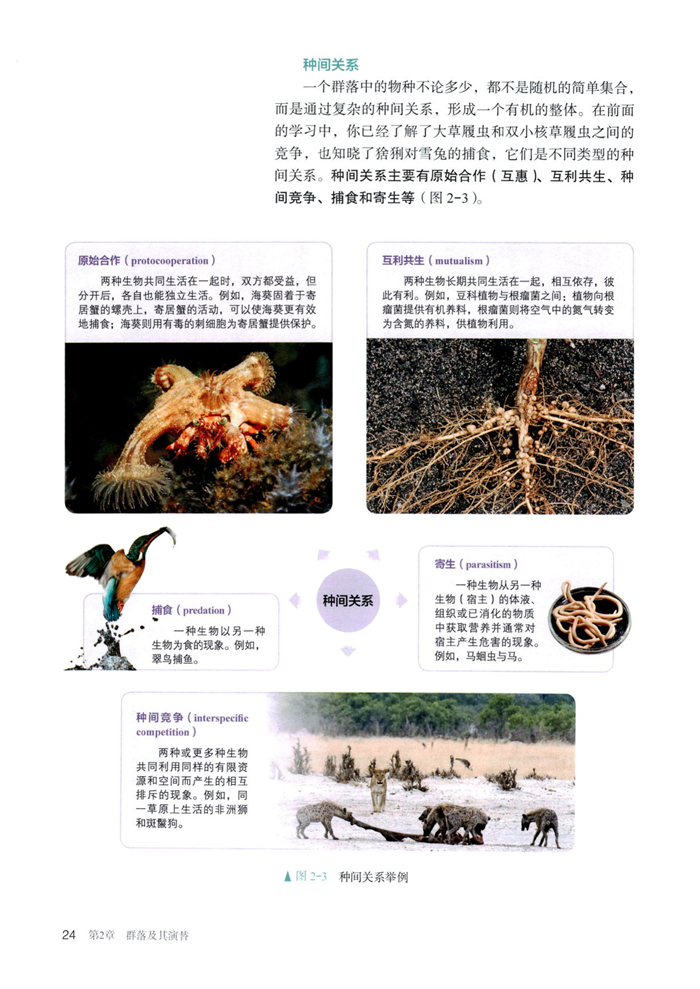 种间关系
一个群落中的物种不论多少，都不是随机的简单集合，
而是通过复杂的种间关系，形成一个有机的整体。在前面
的学习中，你已经了解了大草履虫和双小核草履虫之间的
竞争，也知晓了猞猁对雪兔的捕食，它们是不同类型的种
间关系。种间关系主要有原始合作（互惠）、互利共生、种
间竞争、捕食和寄生等（图2-3）。
原始合作（protocooperation）
两种生物共同生活在一起时，双方都受益，但
分开后，各自也能独立生活。例如，海葵固着于寄
居蟹的螺壳上，寄居蟹的活动，可以使海葵更有效
地捕食；海葵则用有毒的刺细胞为寄居蟹提供保护。
互利共生（mutualism）
两种生物长期共同生活在一起，相互依存，彼
此有利。例如，豆科植物与根瘤菌之间：植物向根
瘤菌提供有机养料，根瘤菌则将空气中的氮气转变
为含氮的养料，供植物利用。
捕食（predation）
一种生物以另一种
生物为食的现象。例如，
翠鸟捕鱼。
种间关系
寄生（parasitism）
一种生物从另一种
生物（宿主）的体液、
组织或已消化的物质
中获取营养并通常对
宿主产生危害的现象。
例如，马蛔虫与马。
种间竞争（interspecific
competition）
两种或更多种生物
共同利用同样的有限资
源和空间而产生的相互
排斥的现象。例如，同
一草原上生活的非洲狮
和斑鬣狗。
▲图2-3 种间关系举例
24 第2章 群落及其演替